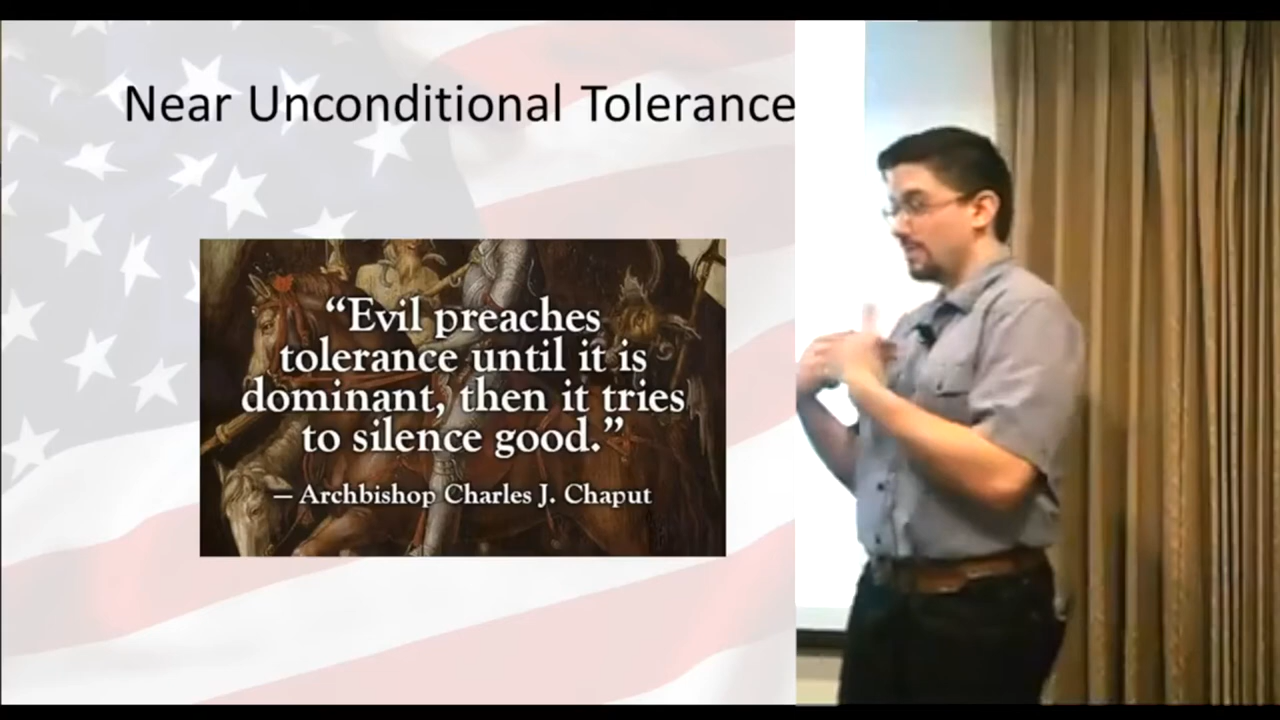 Near Unconditional Tolerance
“Evil preaches
tolerance until it is
dominant, then it tries
to silence good.”
— Archbishop Charles J. Chaput